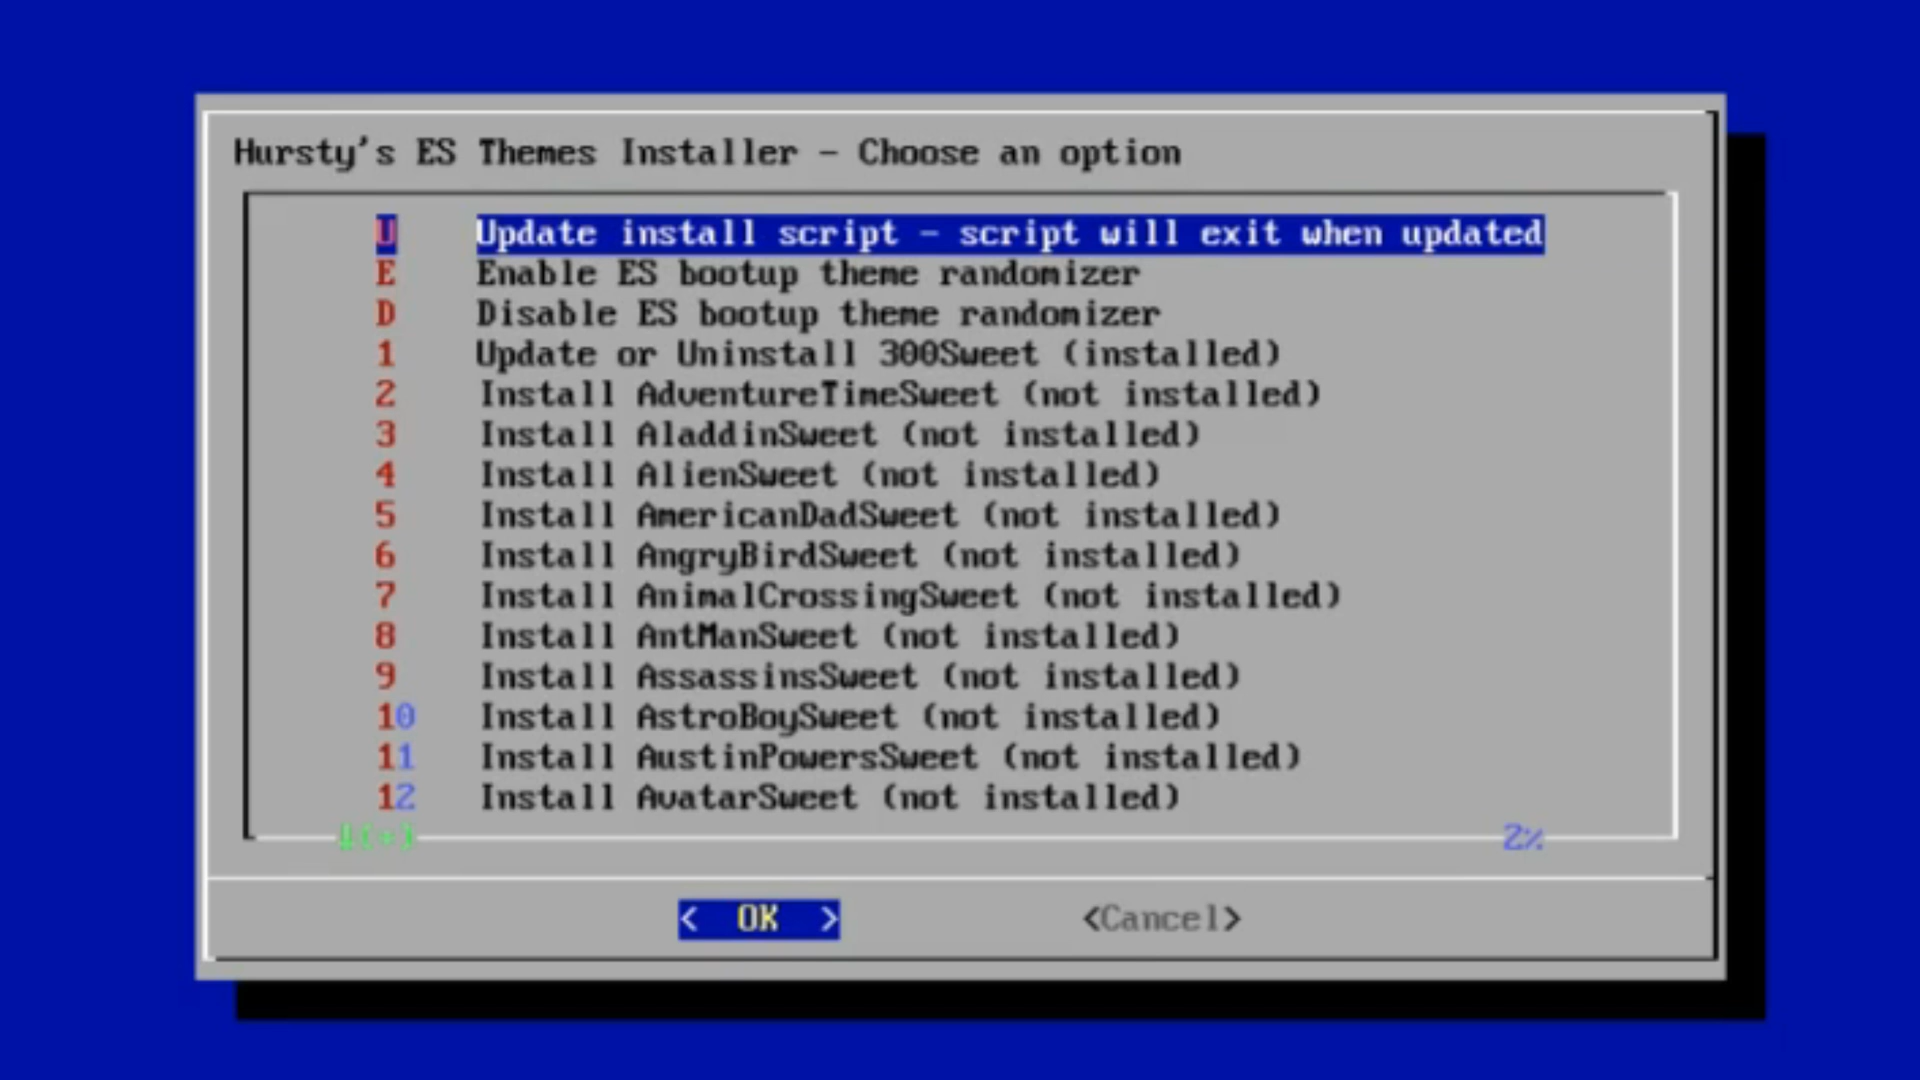 Hursty's ES Themes Installer - Choose an option
U Update install script - script will exit when updated
E Enable ES bootup theme randomizer
D Disable ES bootup theme randomizer
1 Update or Uninstall 300Sweet (installed)
2 Install AdventureTimeSweet (not installed)
3 Install AladdinSweet (not installed)
4 Install AlienSweet (not installed)
5 Install AmericanDadSweet (not installed)
6 Install AngryBirdSweet (not installed)
7 Install AnimalCrossingSweet (not installed)
8 Install AntManSweet (not installed)
9 Install AssassinsSweet (not installed)
10 Install AstroBoySweet (not installed)
11 Install AustinPowersSweet (not installed)
12 Install AvatarSweet (not installed)
↓(+) 2%
< OK > <Cancel>